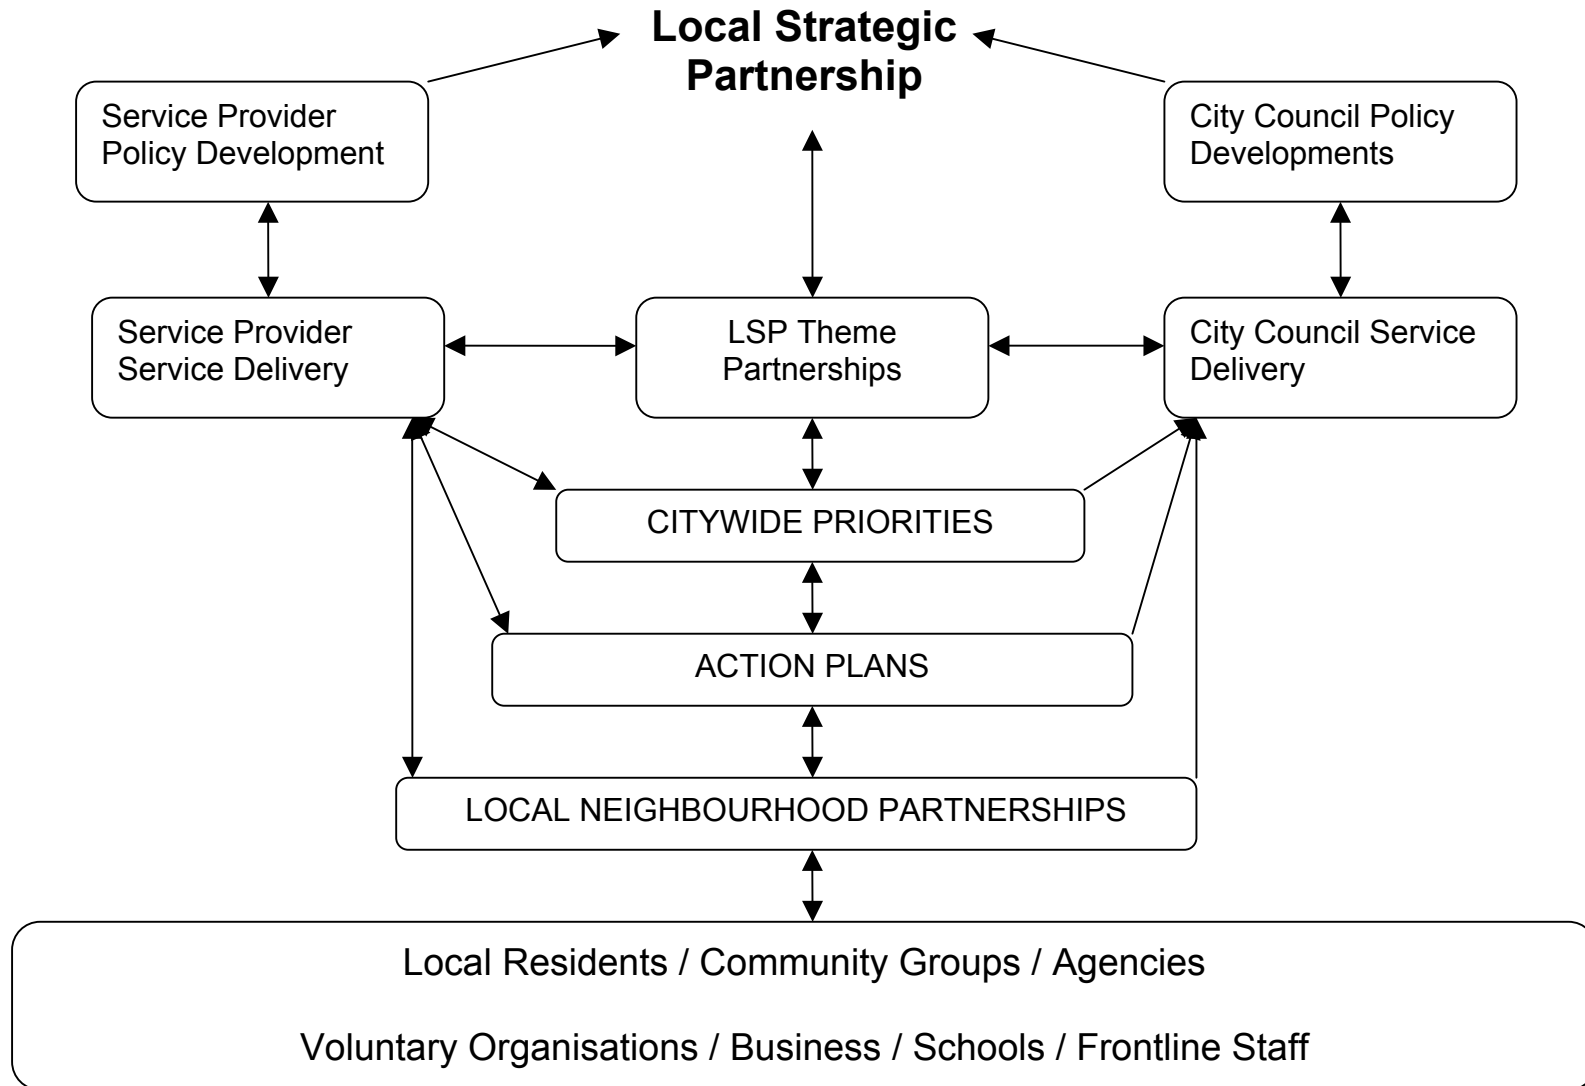 Local Strategic
Partnership
Service Provider
Policy Development
City Council Policy
Developments
Service Provider
Service Delivery
LSP Theme
Partnerships
City Council Service
Delivery
CITYWIDE PRIORITIES
ACTION PLANS
LOCAL NEIGHBOURHOOD PARTNERSHIPS
Local Residents / Community Groups / Agencies
Voluntary Organisations / Business / Schools / Frontline Staff